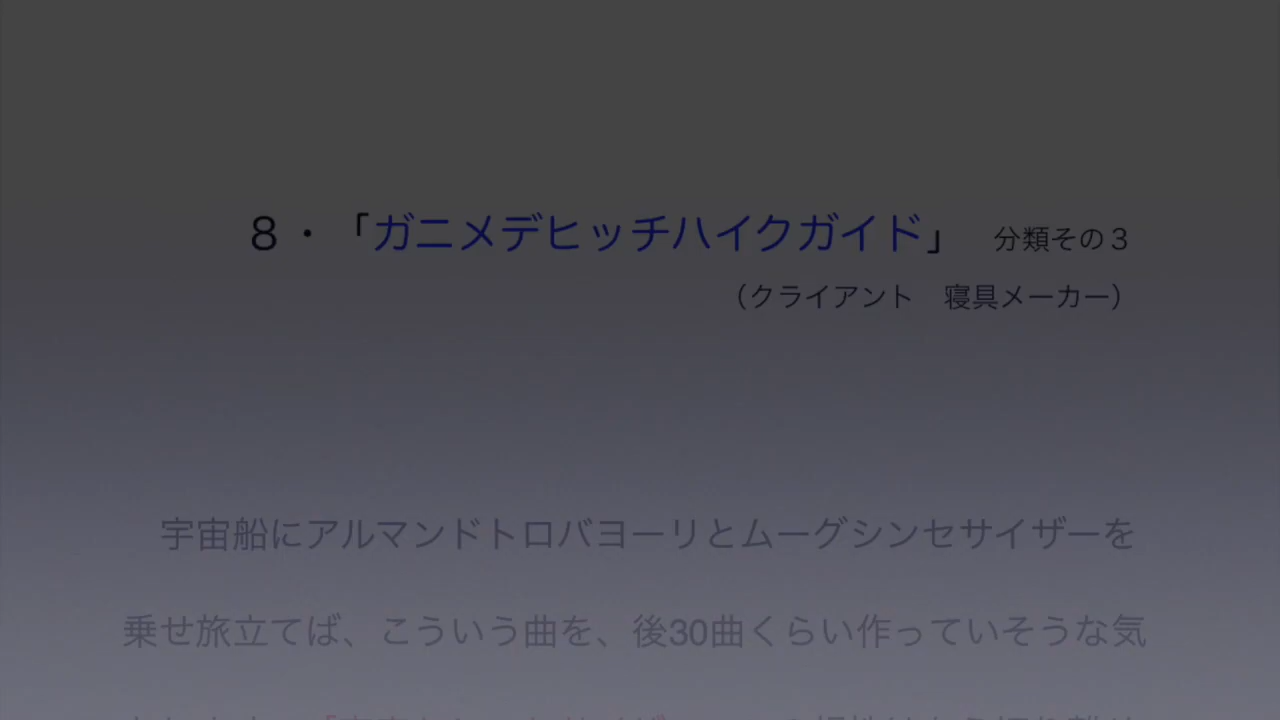 8・「ガニメデヒッチハイクガイド」 分類その3
（クライアント 寝具メーカー）
宇宙船にアルマンドトロバヨーリとムーグシンセサイザーを
乗せ旅立てば、こういう曲を、後30曲くらい作っていそうな気